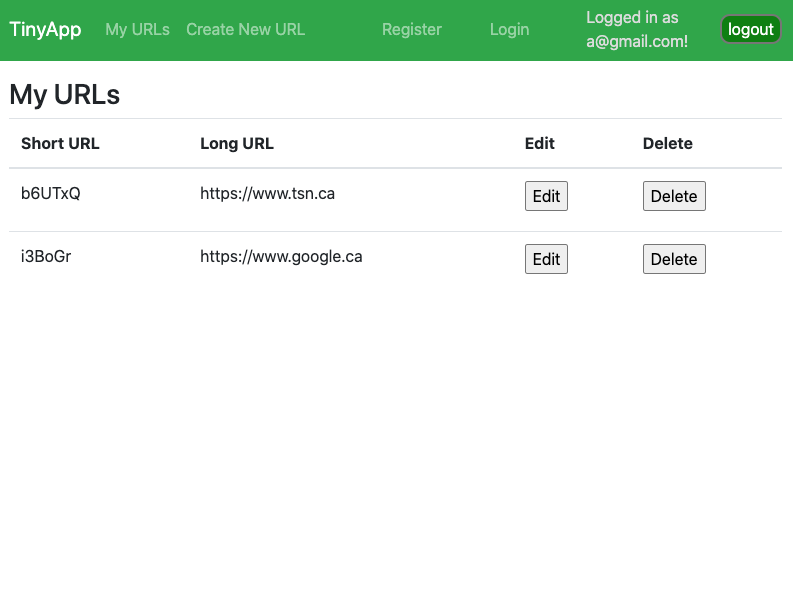 TinyApp My URLs Create New URL Register Login Logged in as a@gmail.com! logout
My URLs
Short URL Long URL Edit Delete
b6UTxQ https://www.tsn.ca Edit Delete
i3BoGr https://www.google.ca Edit Delete